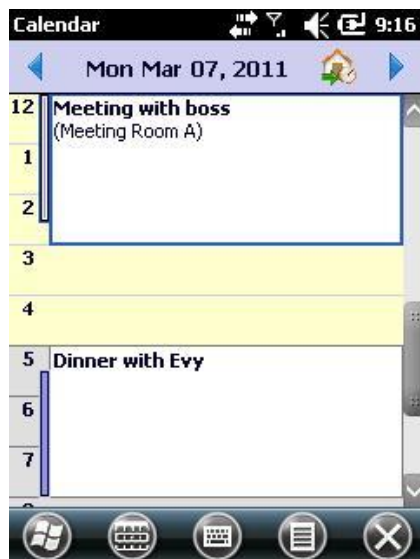 Calendar 9:16
Mon Mar 07, 2011
12 Meeting with boss
(Meeting Room A)
1
2
3
4
5 Dinner with Evy
6
7